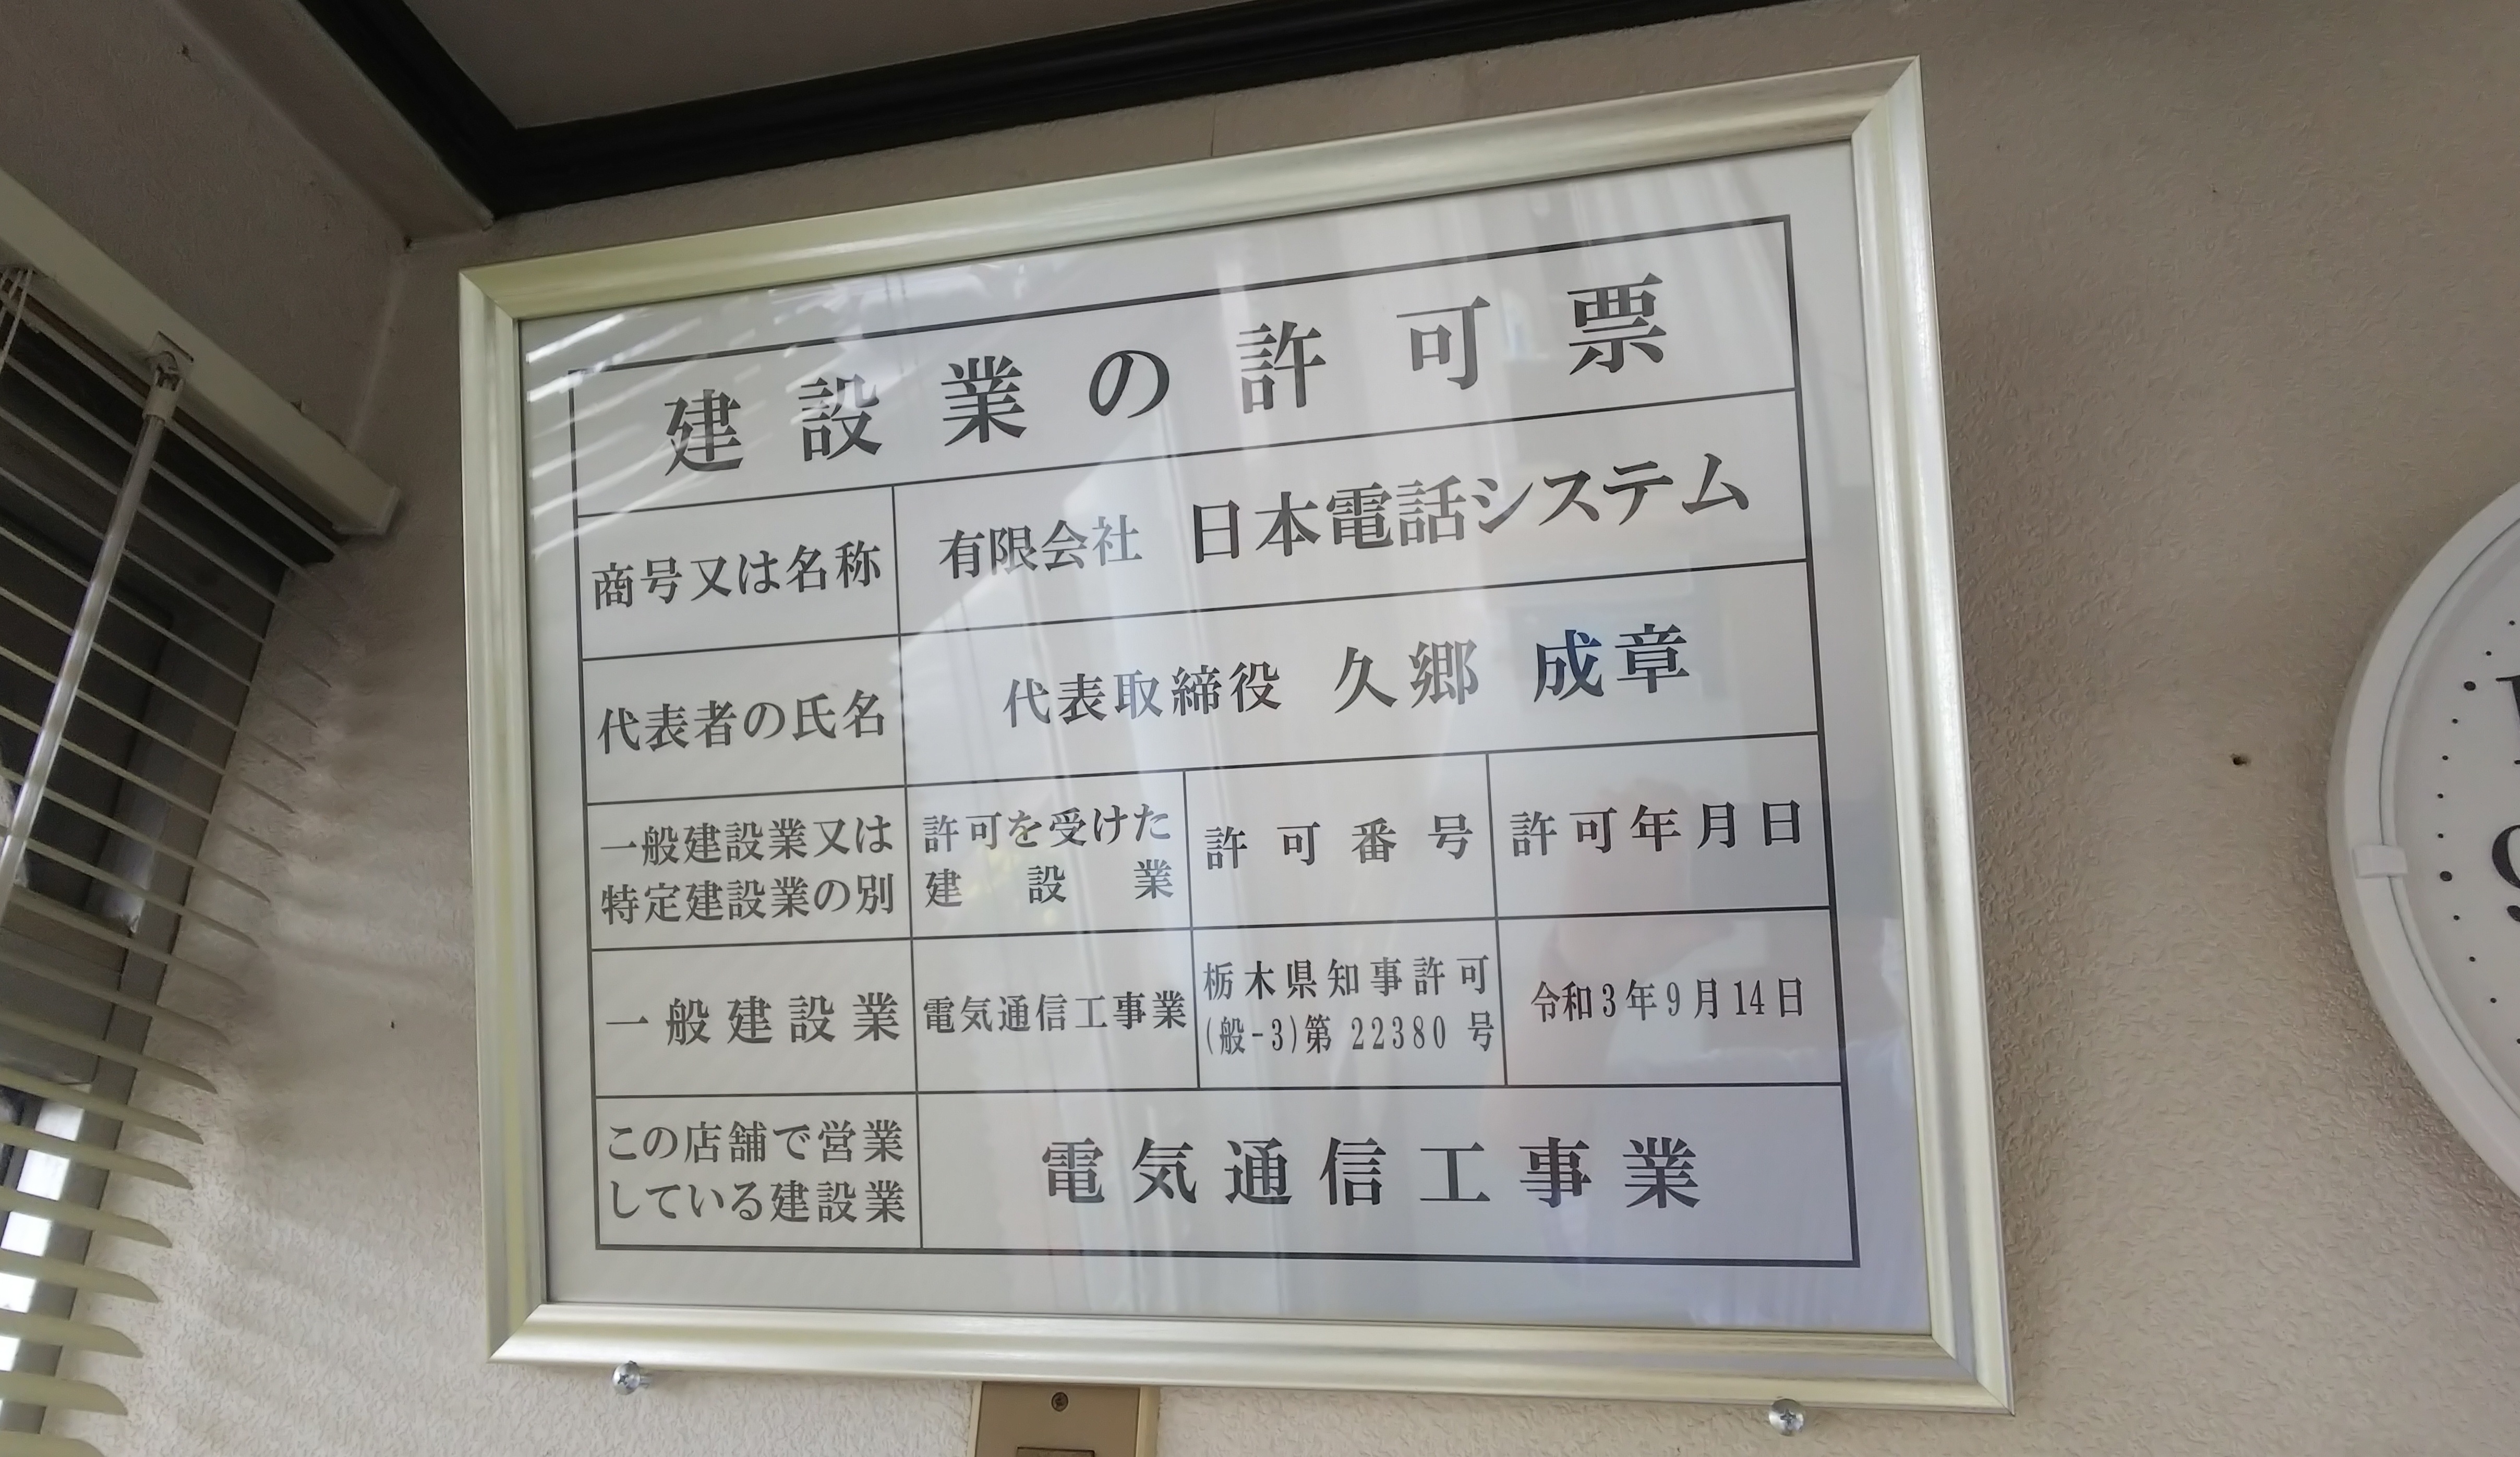 建設業の許可票
商号又は名称
有限会社 日本電話システム
代表者の氏名
代表取締役 久郷 成章
一般建設業又は
特定建設業の別
許可を受けた
建設業
許可番号
許可年月日
一般建設業
電気通信工事業
栃木県知事許可
(般-3)第 22380 号
令和3年9月14日
この店舗で営業
している建設業
電気通信工事業